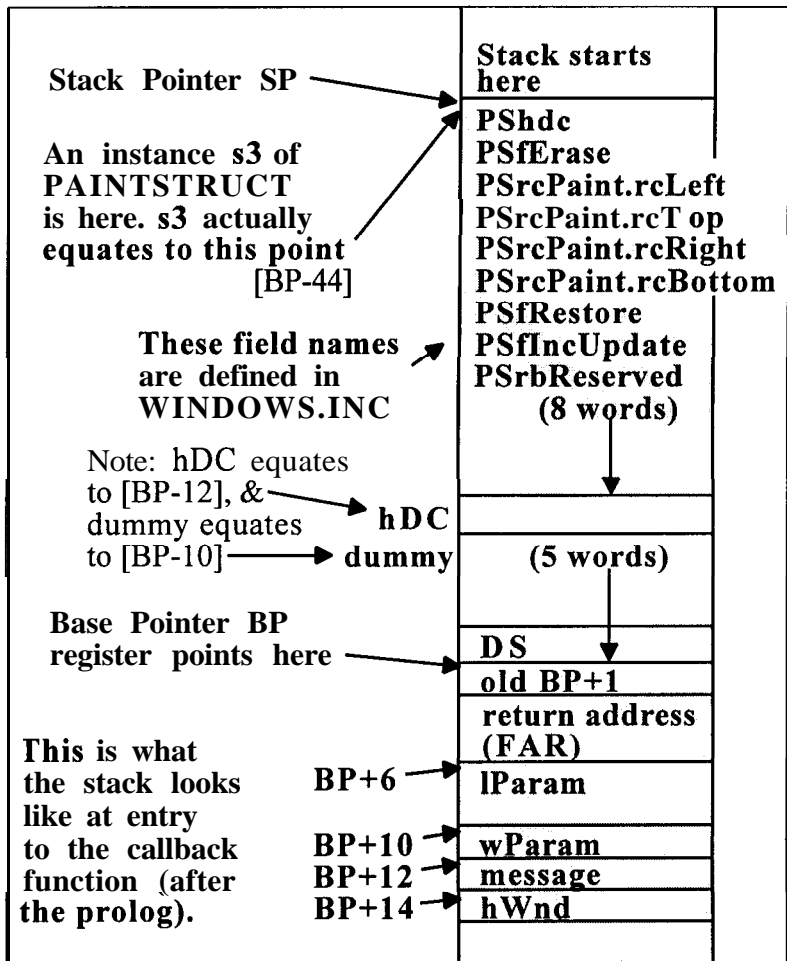 Stack starts
here
Stack Pointer SP
PShdc
PSfErase
PSrcPaint.rcLeft
PSrcPaint.rcT op
PSrcPaint.rcRight
PSrcPaint.rcBottom
PSfRestore
PSfIncUpdate
PSrbReserved
(8 words)
An instance s3 of
PAINTSTRUCT
is here. s3 actually
equates to this point
[BP-44]
These field names
are defined in
WINDOWS.INC
Note: hDC equates
to [BP-12], &
dummy equates
to [BP-10]
hDC
dummy
(5 words)
Base Pointer BP
register points here
DS
old BP+1
return address
(FAR)
This is what
the stack looks
like at entry
to the callback
function (after
the prolog).
BP+6
lParam
BP+10
wParam
BP+12
message
BP+14
hWnd